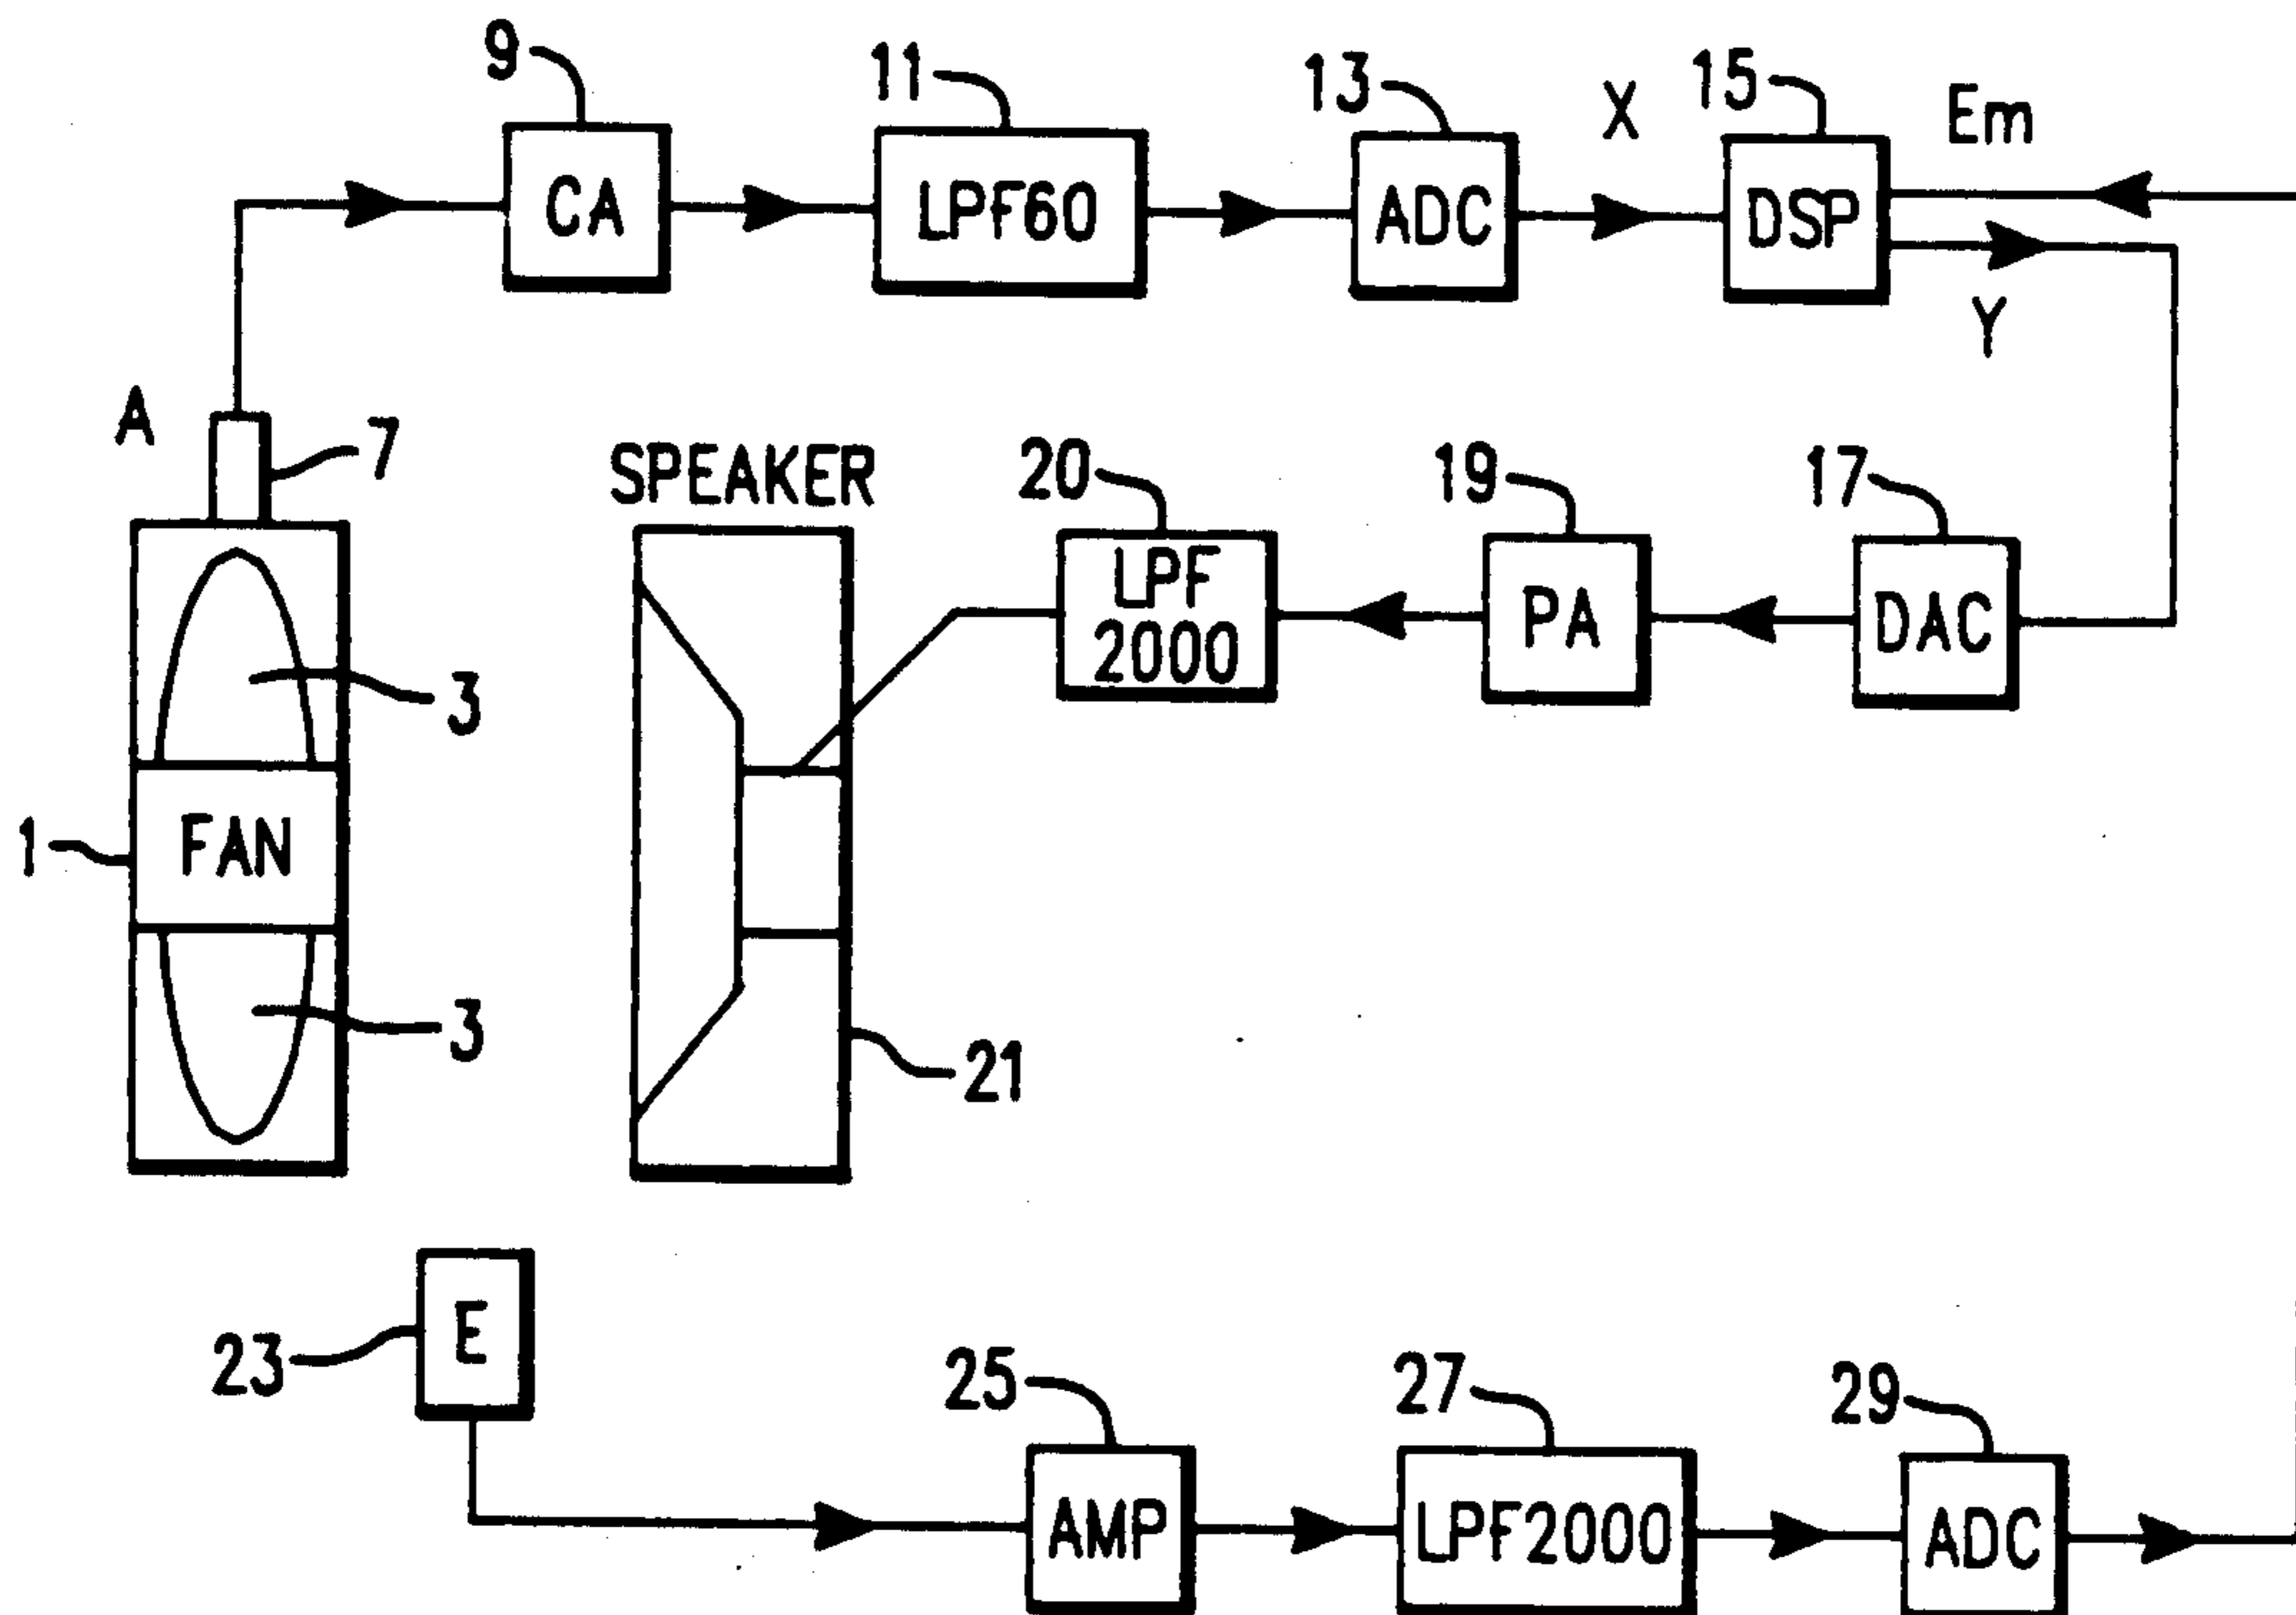 9
11
13
X
15
Em
CA
LPF60
ADC
DSP
Y
A
7
SPEAKER
20
19
17
LPF
2000
PA
DAC
3
1
FAN
3
21
E
23
25
27
29
AMP
LPF2000
ADC